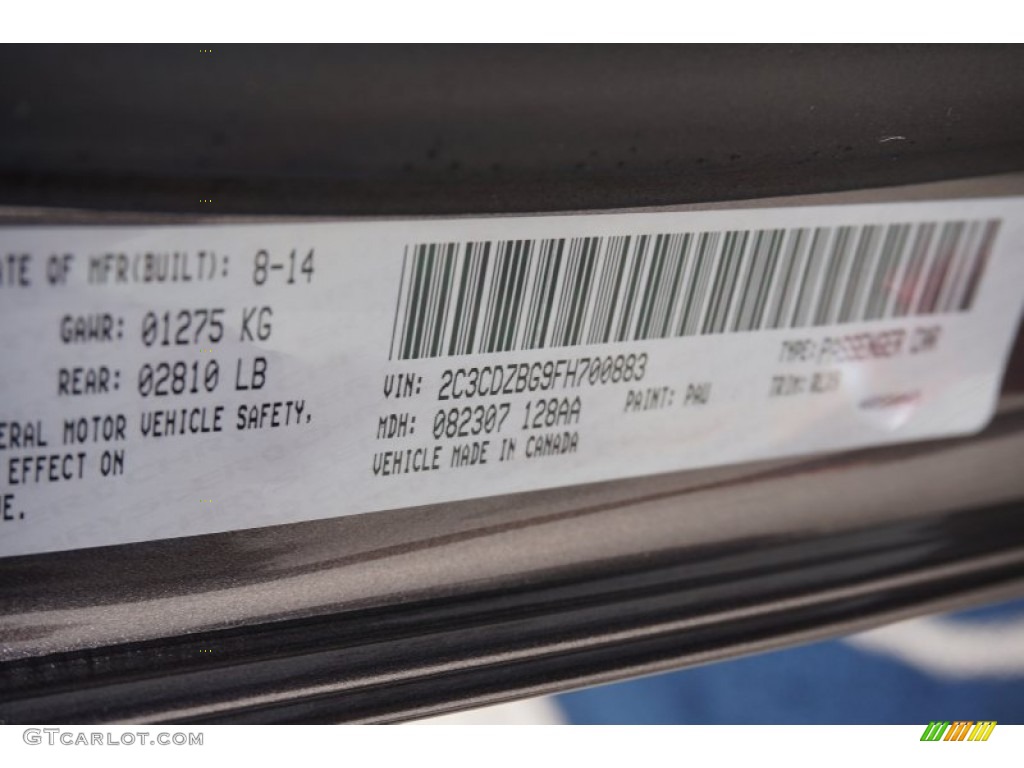 ATE OF MFR(BUILT): 8-14
GAWR: 01275 KG
REAR: 02810 LB
ERAL MOTOR VEHICLE SAFETY,
EFFECT ON
E.
VIN: 2C3CDZBG9FH700883
MDH: 082307 128AA
PAINT: PAU
VEHICLE MADE IN CANADA
TYPE: PASSENGER CAR
TRIM:
GTCARLOT.COM